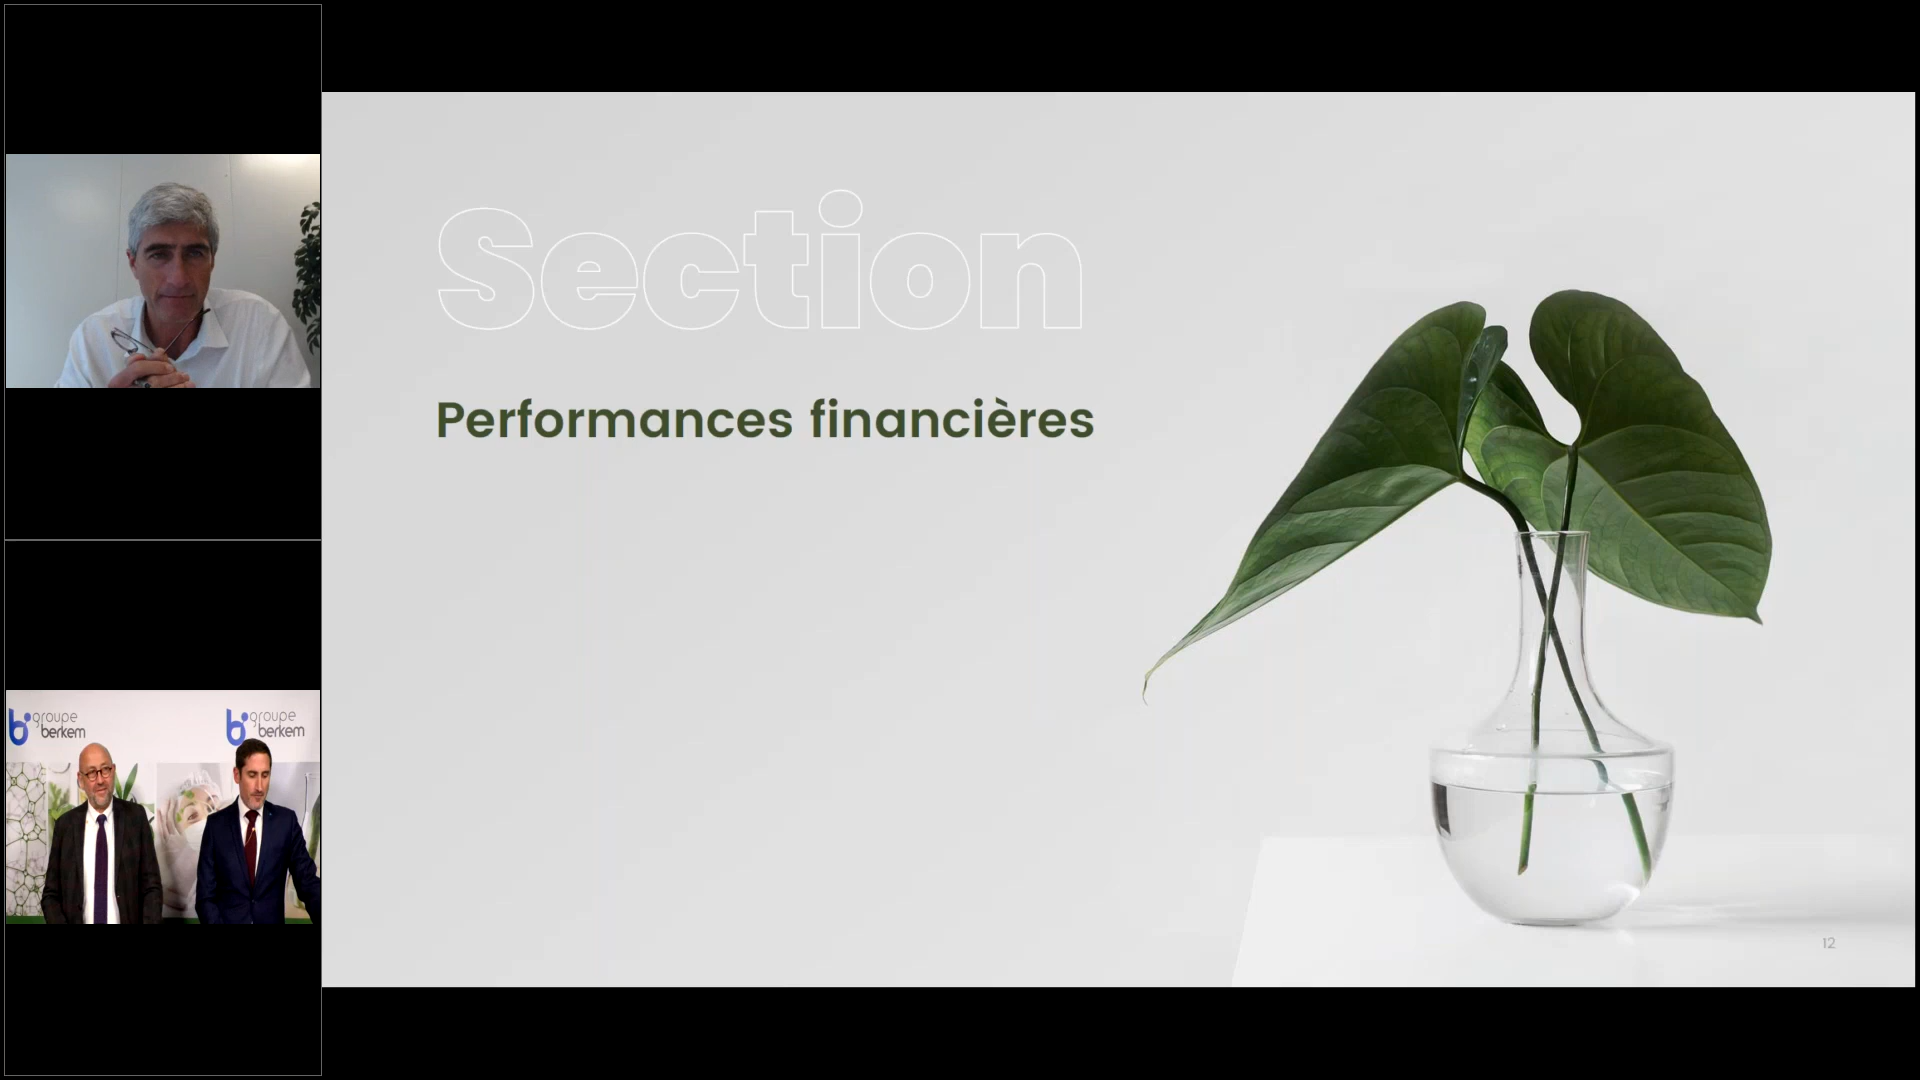 Section
Performances financières
groupe
berkem
groupe
berkem
12